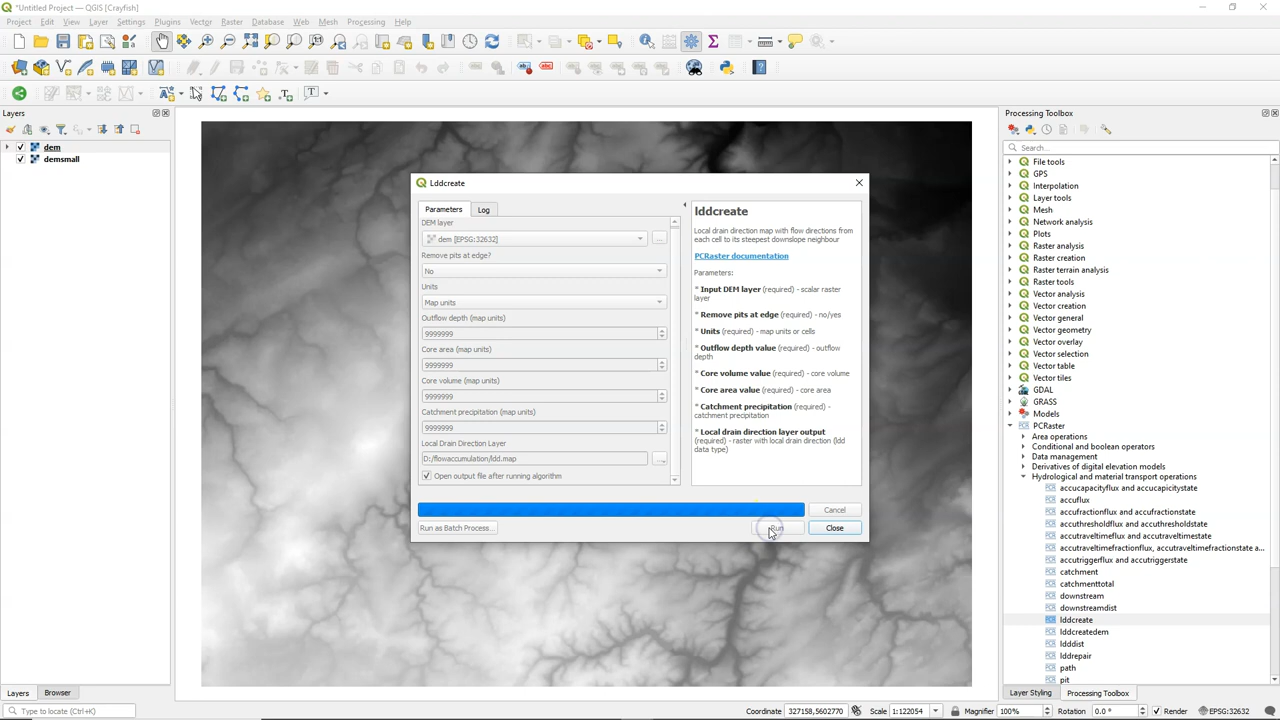 *Untitled Project — QGIS [Crayfish]
Project Edit View Layer Settings Plugins Vector Raster Database Web Mesh Processing Help
Layers
dem
demsmall
Layers Browser
Lddcreate
Parameters Log
DEM layer
dem [EPSG:32632]
...
Remove pits at edge?
No
Units
Map units
Outflow depth (map units)
9999999
Core area (map units)
9999999
Core volume (map units)
9999999
Catchment precipitation (map units)
9999999
Local Drain Direction Layer
D:/flowaccumulation/ldd.map
...
Open output file after running algorithm
lddcreate
Local drain direction map with flow directions from
each cell to its steepest downslope neighbour
PCRaster documentation
Parameters:
* Input DEM layer (required) - scalar raster
layer
* Remove pits at edge (required) - no/yes
* Units (required) - map units or cells
* Outflow depth value (required) - outflow
depth
* Core volume value (required) - core volume
* Core area value (required) - core area
* Catchment precipitation (required) -
catchment precipitation
* Local drain direction layer output
(required) - raster with local drain direction (ldd
data type)
Cancel
Run as Batch Process... Run Close
Processing Toolbox
Search...
File tools
GPS
Interpolation
Layer tools
Mesh
Network analysis
Plots
Raster analysis
Raster creation
Raster terrain analysis
Raster tools
Vector analysis
Vector creation
Vector general
Vector geometry
Vector overlay
Vector selection
Vector table
Vector tiles
GDAL
GRASS
Models
PCRaster
Area operations
Conditional and boolean operators
Data management
Derivatives of digital elevation models
Hydrological and material transport operations
accucapacityflux and accucapicitystate
accuflux
accufractionflux and accufractionstate
accuthresholdflux and accuthresholdstate
accutraveltimeflux and accutraveltimestate
accutraveltimefractionflux, accutraveltimefractionstate a...
accutriggerflux and accutriggerstate
catchment
catchmenttotal
downstream
downstreamdist
lddcreate
lddcreatedem
ldddist
lddrepair
path
pit
Layer Styling Processing Toolbox
Type to locate (Ctrl+K)
Coordinate 327158,5602770 Scale 1:122054 Magnifier 100% Rotation 0.0 ° Render EPSG:32632